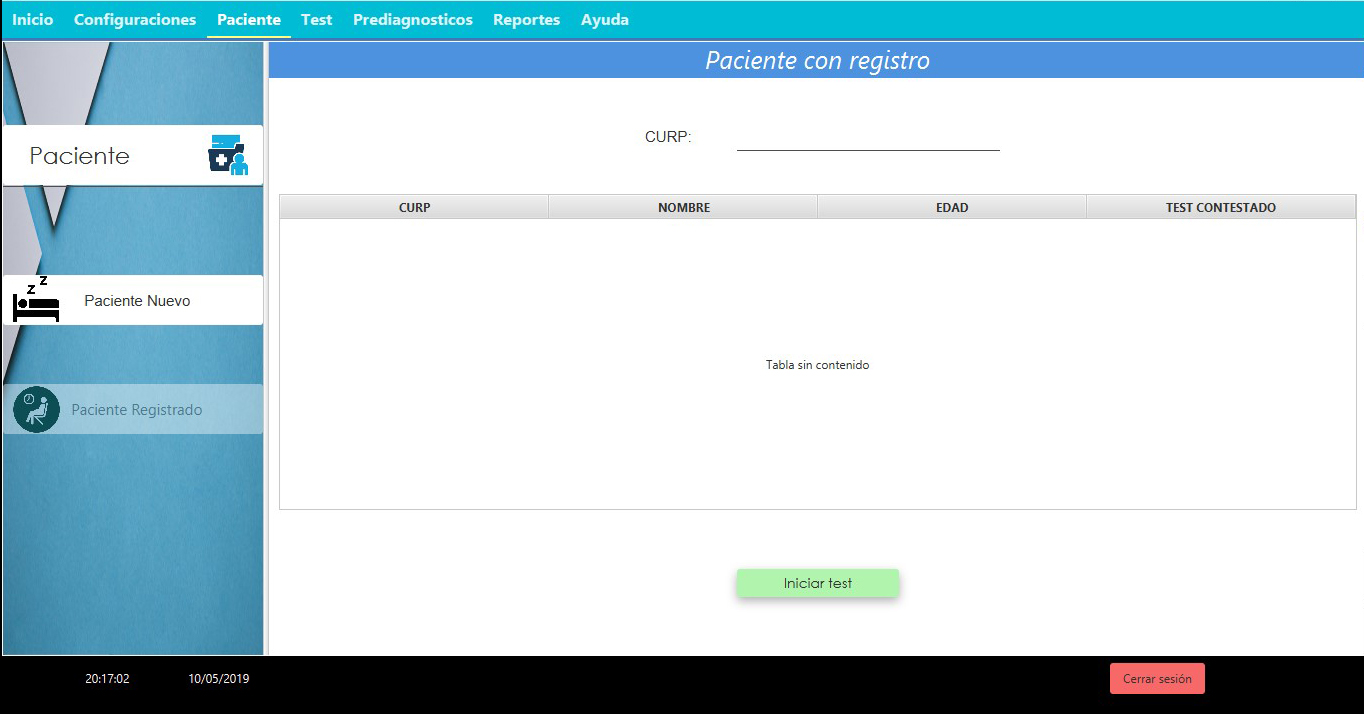 Inicio Configuraciones Paciente Test Prediagnosticos Reportes Ayuda
Paciente con registro
Paciente
Paciente Nuevo
Paciente Registrado
CURP:
CURP NOMBRE EDAD TEST CONTESTADO
Tabla sin contenido
Iniciar test
20:17:02 10/05/2019 Cerrar sesión